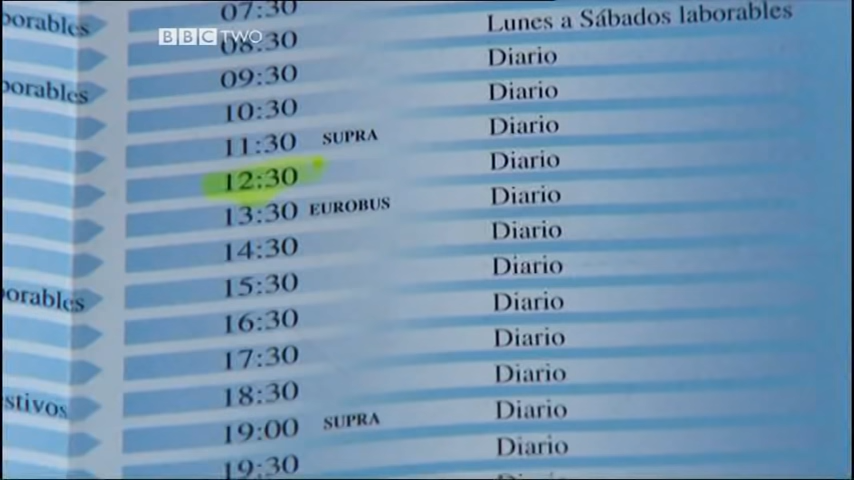 BBC TWO
borables
07:30 Lunes a Sábados laborables
08:30 Diario
borables
09:30 Diario
10:30 Diario
11:30 SUPRA Diario
12:30 Diario
13:30 EUROBUS Diario
14:30 Diario
15:30 Diario
borables
16:30 Diario
17:30 Diario
18:30 Diario
stivos
19:00 SUPRA Diario
19:30 Diario